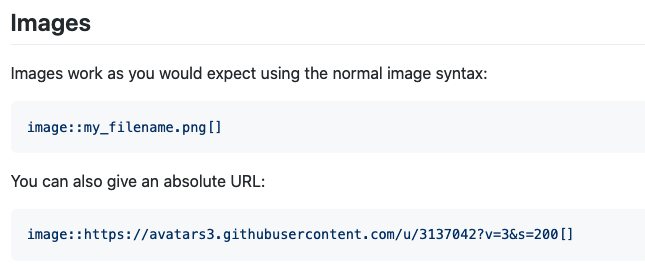 Images
Images work as you would expect using the normal image syntax:
image::my_filename.png[]
You can also give an absolute URL:
image::https://avatars3.githubusercontent.com/u/3137042?v=3&s=200[]